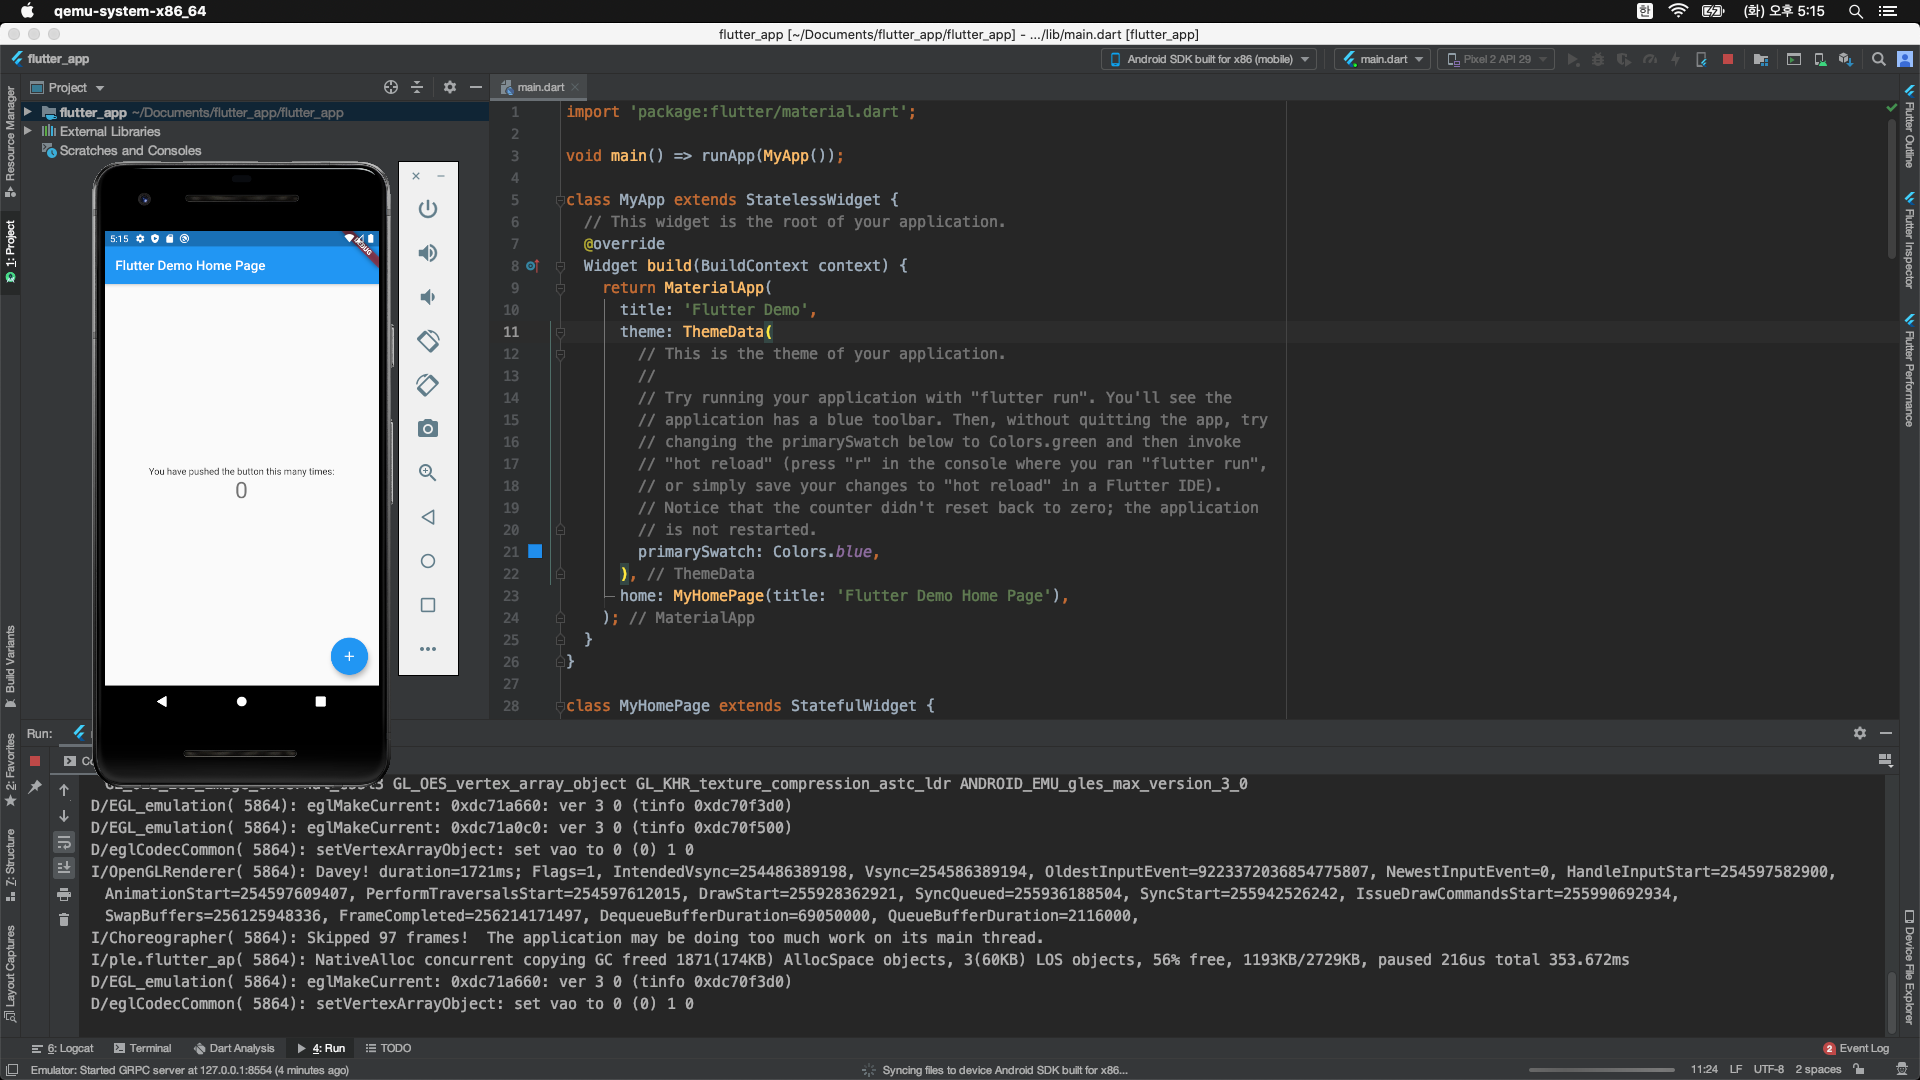 qemu-system-x86_64
한
(화) 오후 5:15
flutter_app [~/Documents/flutter_app/flutter_app] - .../lib/main.dart [flutter_app]
flutter_app
Android SDK built for x86 (mobile)
main.dart
Pixel 2 API 29
Project
main.dart
flutter_app ~/Documents/flutter_app/flutter_app
External Libraries
Scratches and Consoles
Resource Manager
1: Project
Build Variants
2: Favorites
7: Structure
Layout Captures
5:15
DEBUG
Flutter Demo Home Page
You have pushed the button this many times:
0
1 import 'package:flutter/material.dart';
2
3 void main() => runApp(MyApp());
4
5 class MyApp extends StatelessWidget {
6 // This widget is the root of your application.
7 @override
8 Widget build(BuildContext context) {
9 return MaterialApp(
10 title: 'Flutter Demo',
11 theme: ThemeData(
12 // This is the theme of your application.
13 //
14 // Try running your application with "flutter run". You'll see the
15 // application has a blue toolbar. Then, without quitting the app, try
16 // changing the primarySwatch below to Colors.green and then invoke
17 // "hot reload" (press "r" in the console where you ran "flutter run",
18 // or simply save your changes to "hot reload" in a Flutter IDE).
19 // Notice that the counter didn't reset back to zero; the application
20 // is not restarted.
21 primarySwatch: Colors.blue,
22 ), // ThemeData
23 home: MyHomePage(title: 'Flutter Demo Home Page'),
24 ); // MaterialApp
25 }
26 }
27
28 class MyHomePage extends StatefulWidget {
Flutter Outline
Flutter Inspector
Flutter Performance
Device File Explorer
Run:
GL_OES_vertex_array_object GL_KHR_texture_compression_astc_ldr ANDROID_EMU_gles_max_version_3_0
D/EGL_emulation( 5864): eglMakeCurrent: 0xdc71a660: ver 3 0 (tinfo 0xdc70f3d0)
D/EGL_emulation( 5864): eglMakeCurrent: 0xdc71a0c0: ver 3 0 (tinfo 0xdc70f500)
D/eglCodecCommon( 5864): setVertexArrayObject: set vao to 0 (0) 1 0
I/OpenGLRenderer( 5864): Davey! duration=1721ms; Flags=1, IntendedVsync=254486389198, Vsync=254586389194, OldestInputEvent=9223372036854775807, NewestInputEvent=0, HandleInputStart=254597582900,
AnimationStart=254597609407, PerformTraversalsStart=254597612015, DrawStart=255928362921, SyncQueued=255936188504, SyncStart=255942526242, IssueDrawCommandsStart=255990692934,
SwapBuffers=256125948336, FrameCompleted=256214171497, DequeueBufferDuration=69050000, QueueBufferDuration=2116000,
I/Choreographer( 5864): Skipped 97 frames!  The application may be doing too much work on its main thread.
I/ple.flutter_ap( 5864): NativeAlloc concurrent copying GC freed 1871(174KB) AllocSpace objects, 3(60KB) LOS objects, 56% free, 1193KB/2729KB, paused 216us total 353.672ms
D/EGL_emulation( 5864): eglMakeCurrent: 0xdc71a660: ver 3 0 (tinfo 0xdc70f3d0)
D/eglCodecCommon( 5864): setVertexArrayObject: set vao to 0 (0) 1 0
6: Logcat
Terminal
Dart Analysis
4: Run
TODO
2 Event Log
Emulator: Started GRPC server at 127.0.0.1:8554 (4 minutes ago)
Syncing files to device Android SDK built for x86...
11:24 LF UTF-8 2 spaces